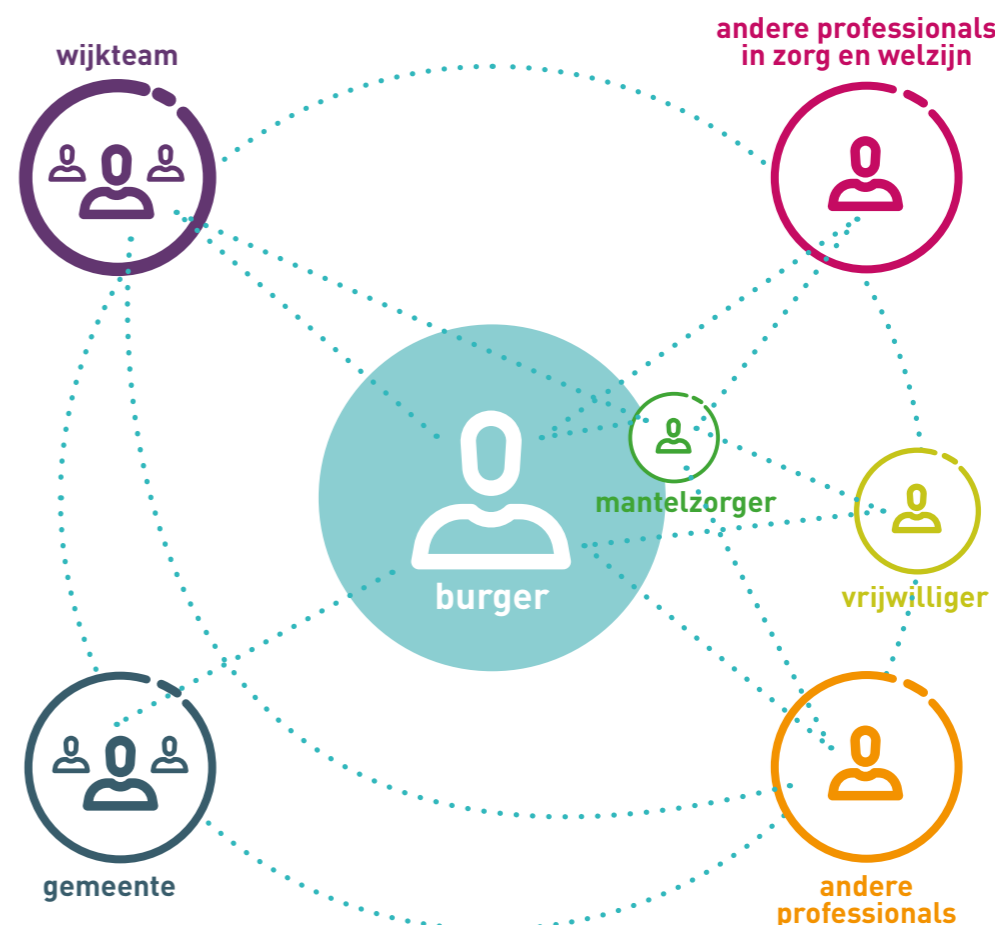 wijkteam
andere professionals
in zorg en welzijn
mantelzorger
burger
vrijwilliger
gemeente
andere
professionals